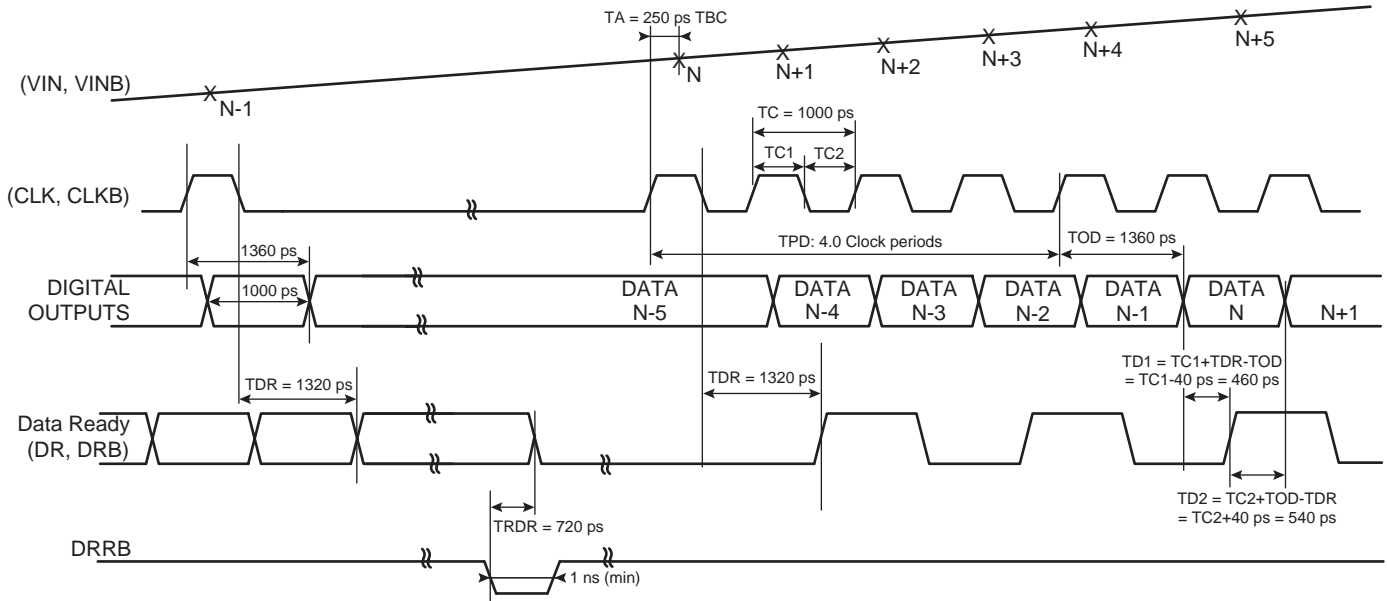 TA = 250 ps TBC
(VIN, VINB)
N-1
N
N+1
N+2
N+3
N+4
N+5
TC = 1000 ps
TC1
TC2
(CLK, CLKB)
1360 ps
TPD: 4.0 Clock periods
TOD = 1360 ps
DIGITAL
OUTPUTS
1000 ps
DATA
N-5
DATA
N-4
DATA
N-3
DATA
N-2
DATA
N-1
DATA
N
N+1
TDR = 1320 ps
TDR = 1320 ps
TD1 = TC1+TDR-TOD
= TC1-40 ps = 460 ps
Data Ready
(DR, DRB)
TD2 = TC2+TOD-TDR
= TC2+40 ps = 540 ps
TRDR = 720 ps
DRRB
1 ns (min)